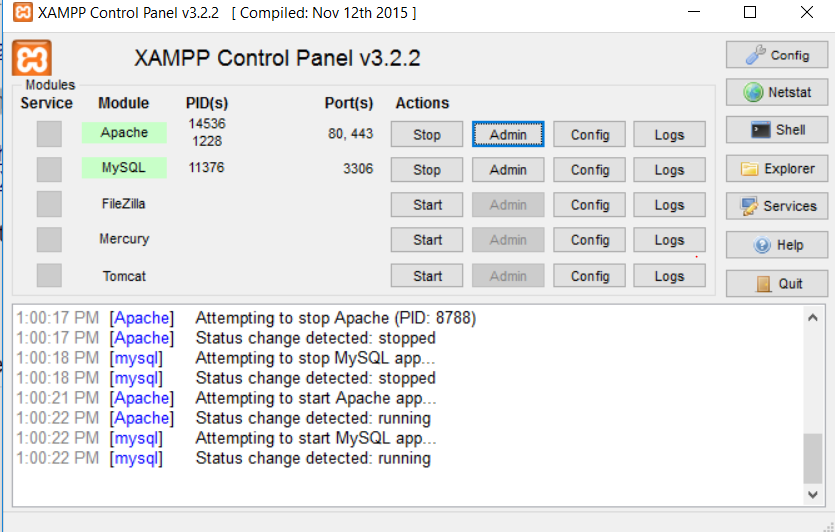 XAMPP Control Panel v3.2.2 [ Compiled: Nov 12th 2015 ]
XAMPP Control Panel v3.2.2
Config
Modules
Service Module PID(s) Port(s) Actions
Netstat
Apache 14536 1228 80, 443 Stop Admin Config Logs
Shell
MySQL 11376 3306 Stop Admin Config Logs
Explorer
FileZilla Start Admin Config Logs
Services
Mercury Start Admin Config Logs
Help
Tomcat Start Admin Config Logs
Quit
1:00:17 PM [Apache] Attempting to stop Apache (PID: 8788)
1:00:17 PM [Apache] Status change detected: stopped
1:00:18 PM [mysql] Attempting to stop MySQL app...
1:00:18 PM [mysql] Status change detected: stopped
1:00:21 PM [Apache] Attempting to start Apache app...
1:00:22 PM [Apache] Status change detected: running
1:00:22 PM [mysql] Attempting to start MySQL app...
1:00:22 PM [mysql] Status change detected: running